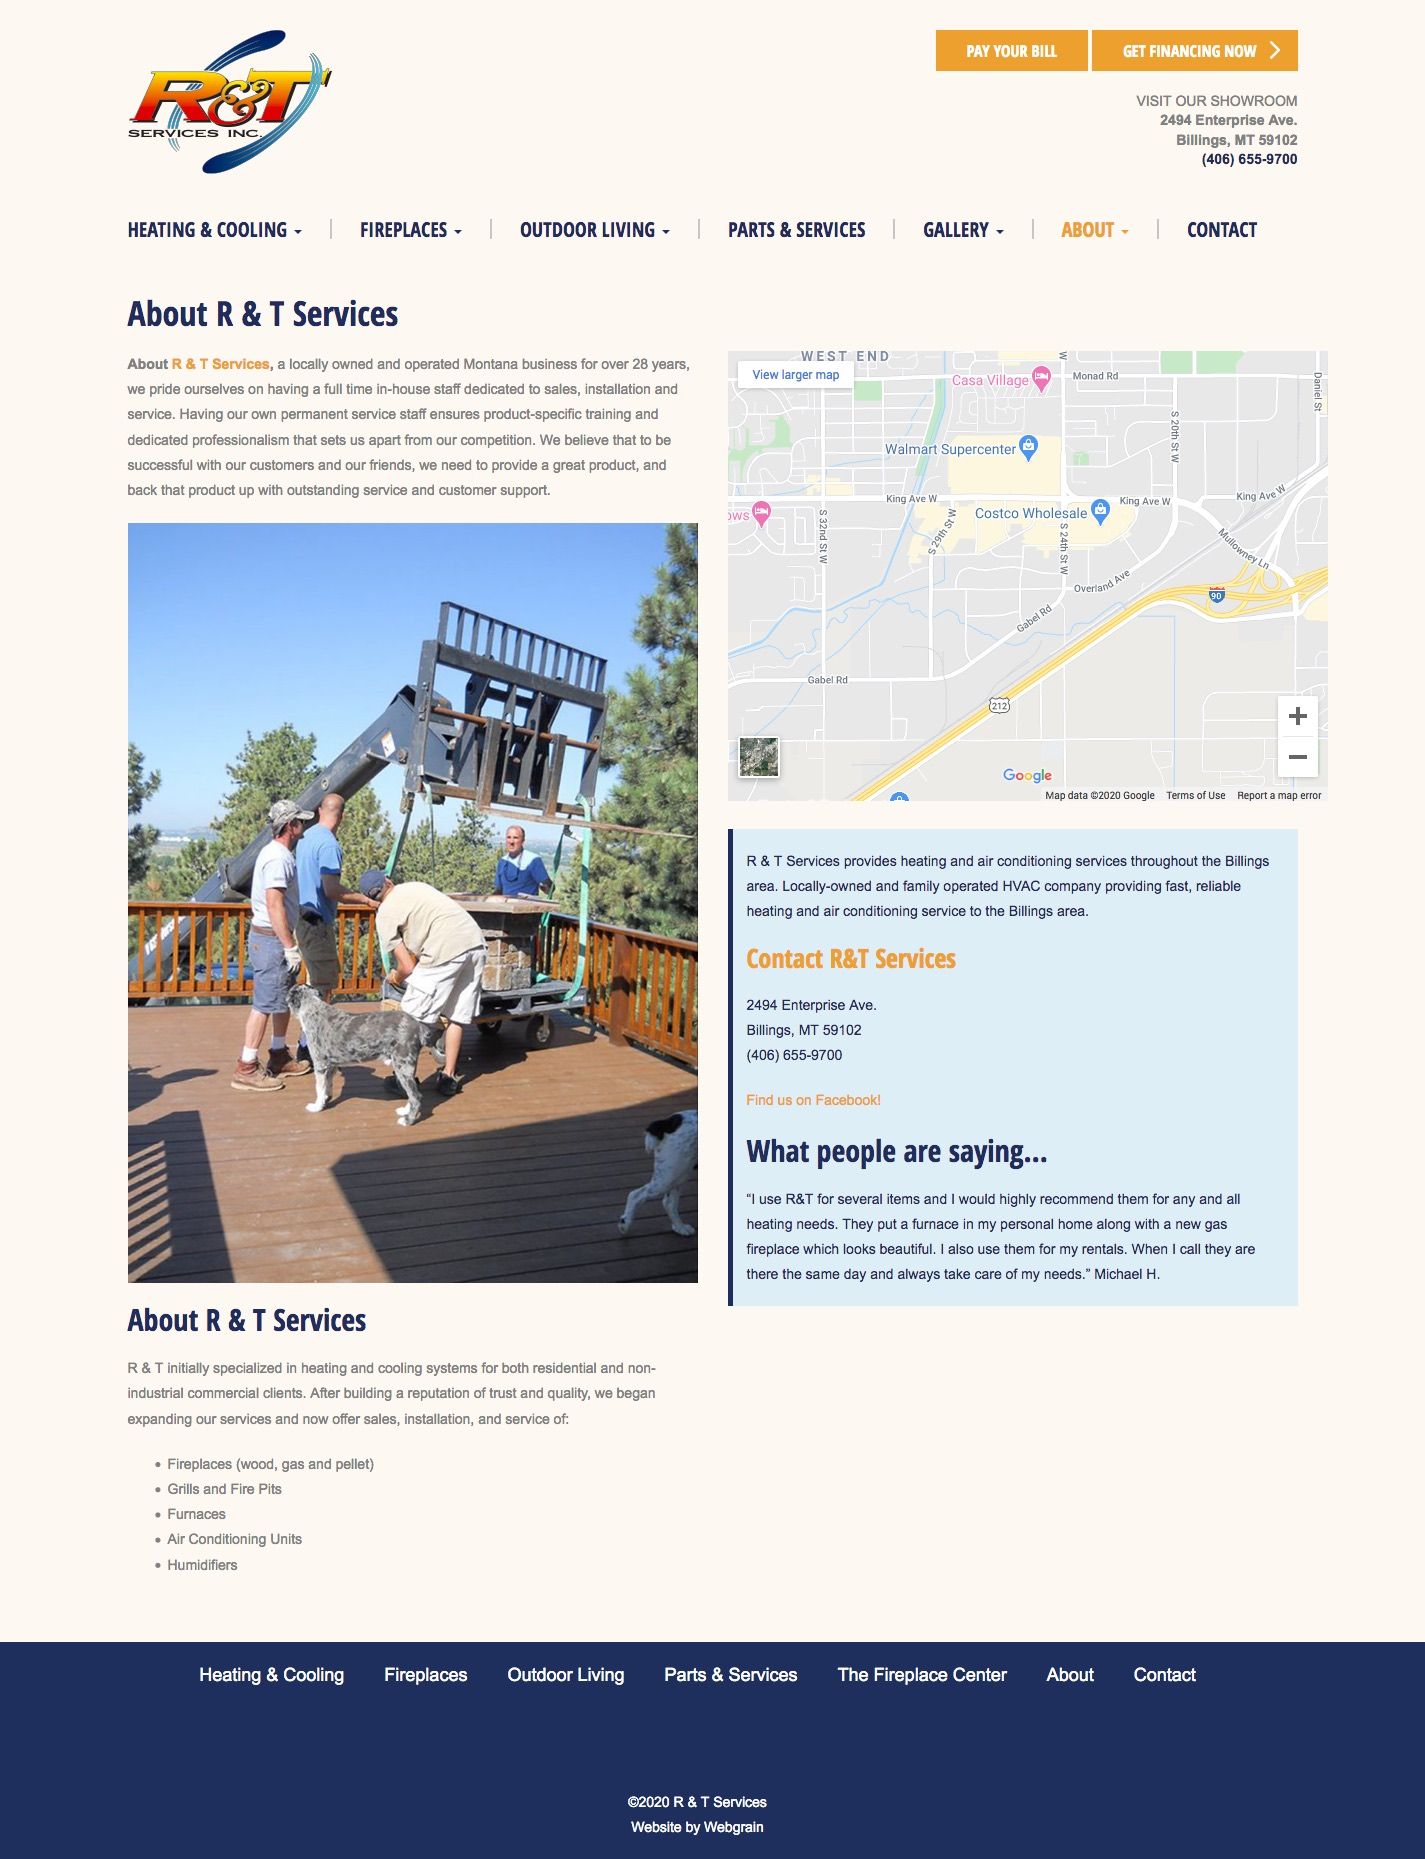 R&T
SERVICES INC.
PAY YOUR BILL
GET FINANCING NOW
VISIT OUR SHOWROOM
2494 Enterprise Ave.
Billings, MT 59102
(406) 655-9700
HEATING & COOLING
FIREPLACES
OUTDOOR LIVING
PARTS & SERVICES
GALLERY
ABOUT
CONTACT
About R & T Services
About R & T Services, a locally owned and operated Montana business for over 28 years,
we pride ourselves on having a full time in-house staff dedicated to sales, installation and
service. Having our own permanent service staff ensures product-specific training and
dedicated professionalism that sets us apart from our competition. We believe that to be
successful with our customers and our friends, we need to provide a great product, and
back that product up with outstanding service and customer support.
About R & T Services
R & T initially specialized in heating and cooling systems for both residential and non-
industrial commercial clients. After building a reputation of trust and quality, we began
expanding our services and now offer sales, installation, and service of:
• Fireplaces (wood, gas and pellet)
• Grills and Fire Pits
• Furnaces
• Air Conditioning Units
• Humidifiers
WEST END
View larger map
Casa Village
Monad Rd
Daniel St
S 20th St W
Walmart Supercenter
King Ave W
King Ave W
King Ave W
ows
Costco Wholesale
S 32nd St W
S 29th St W
S 24th St W
Mullowney Ln
Overland Ave
90
Gabel Rd
Gabel Rd
212
Google
Map data ©2020 Google
Terms of Use
Report a map error
R & T Services provides heating and air conditioning services throughout the Billings
area. Locally-owned and family operated HVAC company providing fast, reliable
heating and air conditioning service to the Billings area.
Contact R&T Services
2494 Enterprise Ave.
Billings, MT 59102
(406) 655-9700
Find us on Facebook!
What people are saying...
“I use R&T for several items and I would highly recommend them for any and all
heating needs. They put a furnace in my personal home along with a new gas
fireplace which looks beautiful. I also use them for my rentals. When I call they are
there the same day and always take care of my needs.” Michael H.
Heating & Cooling
Fireplaces
Outdoor Living
Parts & Services
The Fireplace Center
About
Contact
©2020 R & T Services
Website by Webgrain